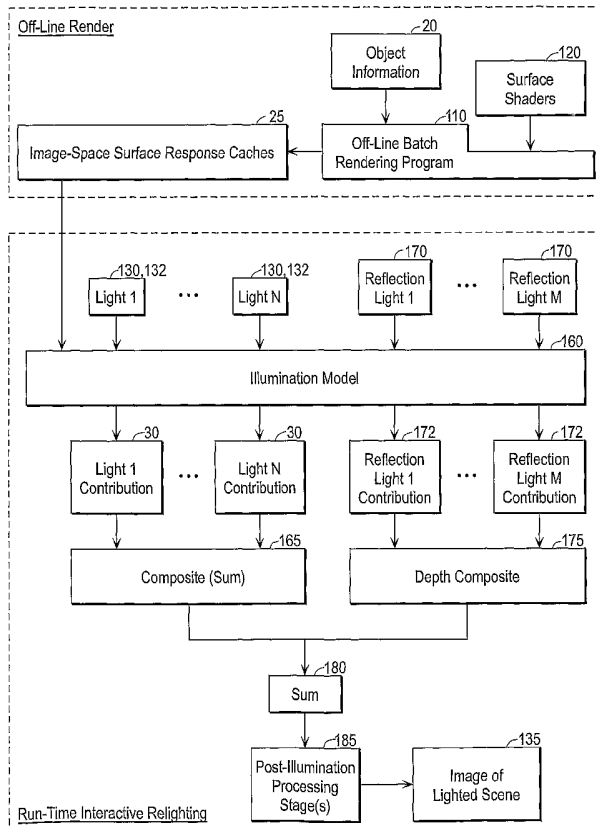 Off-Line Render
20
Object
Information
120
Surface
Shaders
25
Image-Space Surface Response Caches
110
Off-Line Batch
Rendering Program
130,132
Light 1
...
130,132
Light N
170
Reflection
Light 1
...
170
Reflection
Light M
160
Illumination Model
30
Light 1
Contribution
...
30
Light N
Contribution
172
Reflection
Light 1
Contribution
...
172
Reflection
Light M
Contribution
165
Composite (Sum)
175
Depth Composite
180
Sum
185
Post-Illumination
Processing
Stage(s)
135
Image of
Lighted Scene
Run-Time Interactive Relighting